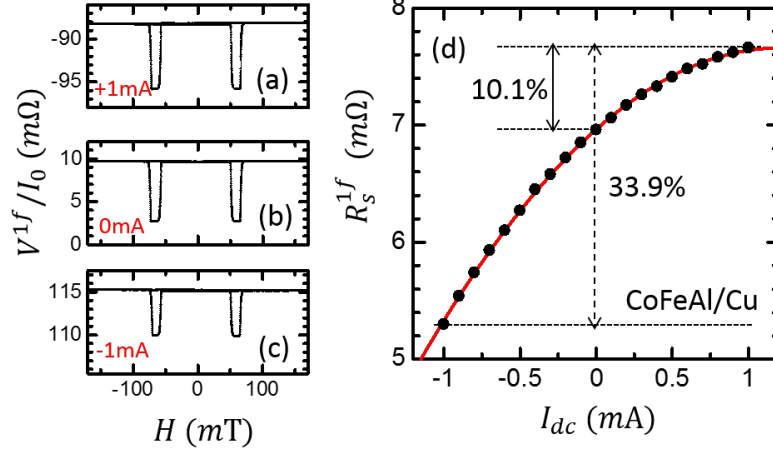 V^{1f}/I_0 (mΩ)
-90
-95
+1mA
(a)
10
5
0
0mA
(b)
115
110
-1mA
(c)
-100 0 100
H (mT)
R_s^{1f} (mΩ)
8
7
6
5
(d)
10.1%
33.9%
CoFeAl/Cu
-1 -0.5 0 0.5 1
I_{dc} (mA)